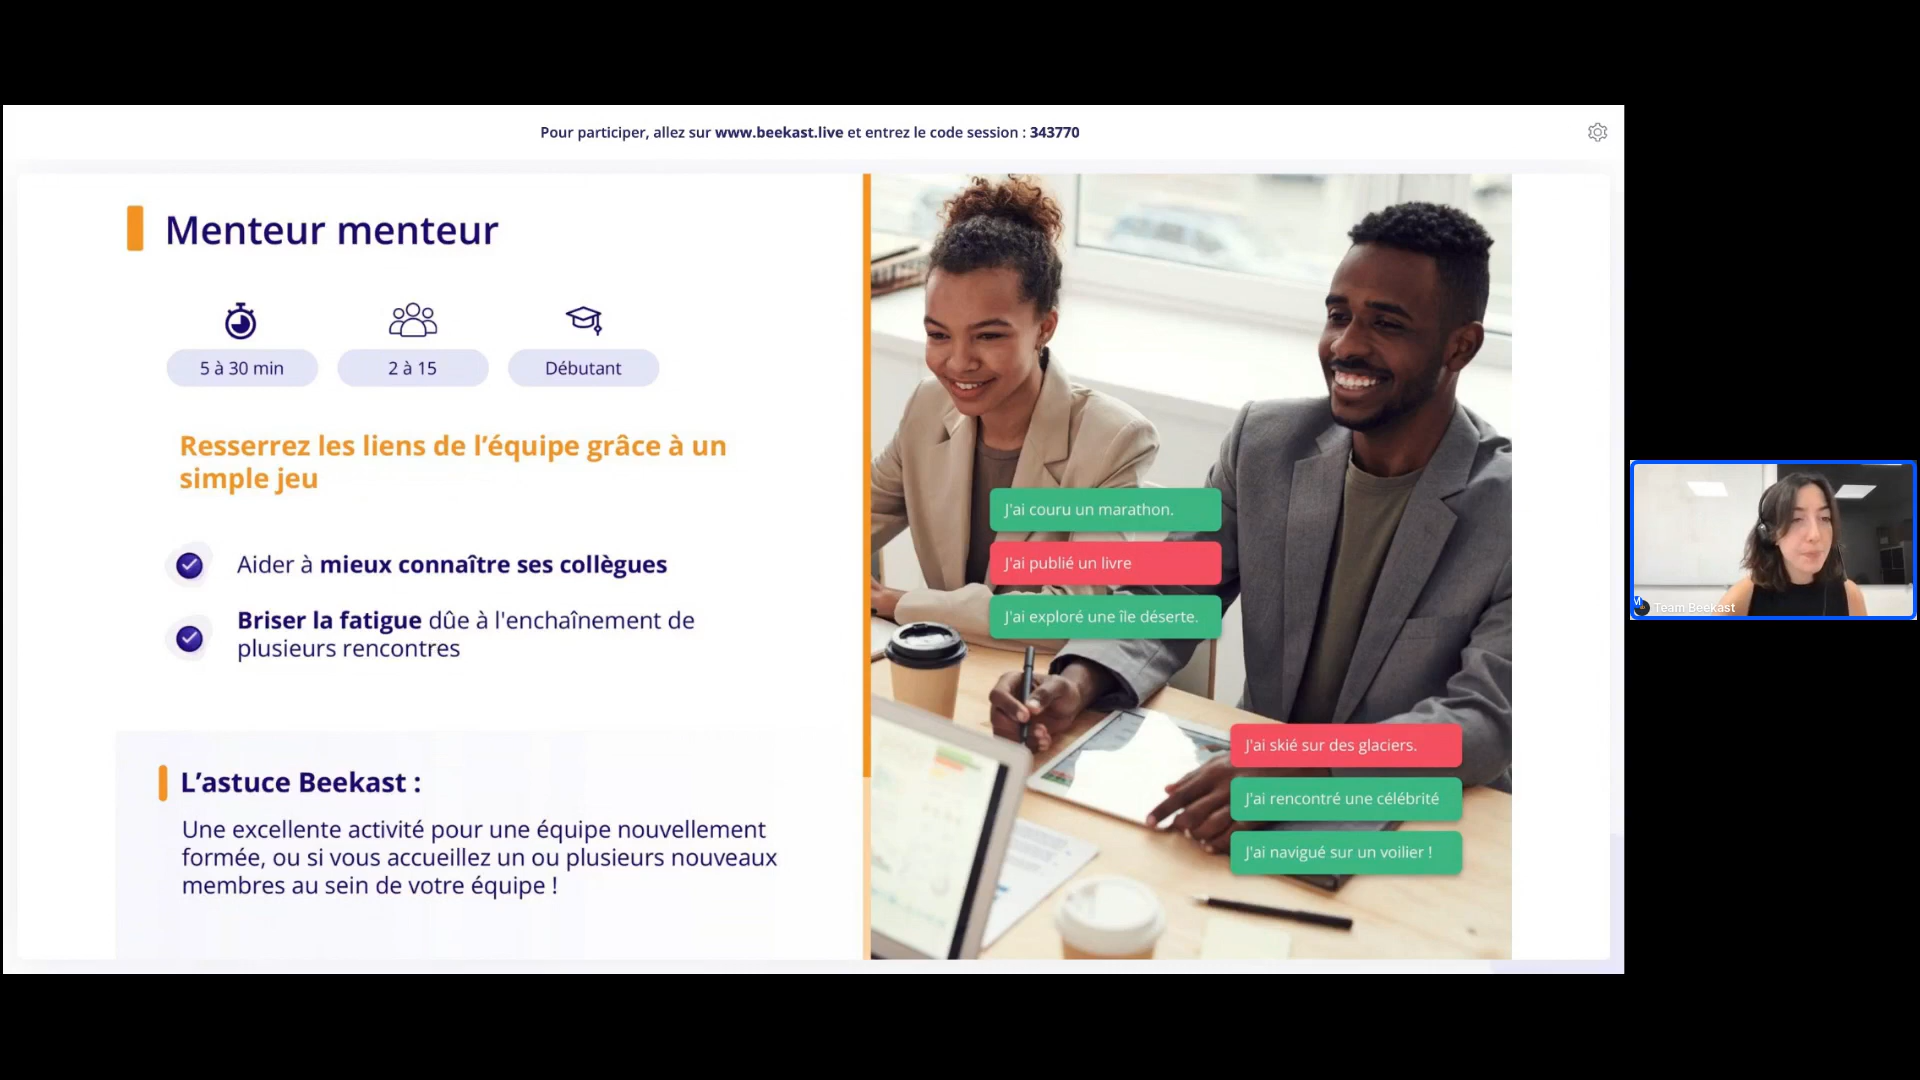 Pour participer, allez sur www.beekast.live et entrez le code session : 343770
Menteur menteur
5 à 30 min
2 à 15
Débutant
Resserrez les liens de l’équipe grâce à un
simple jeu
Aider à mieux connaître ses collègues
Briser la fatigue dûe à l'enchaînement de
plusieurs rencontres
L’astuce Beekast :
Une excellente activité pour une équipe nouvellement
formée, ou si vous accueillez un ou plusieurs nouveaux
membres au sein de votre équipe !
J'ai couru un marathon.
J'ai publié un livre
J'ai exploré une île déserte.
J'ai skié sur des glaciers.
J'ai rencontré une célébrité
J'ai navigué sur un voilier !
Team Beekast